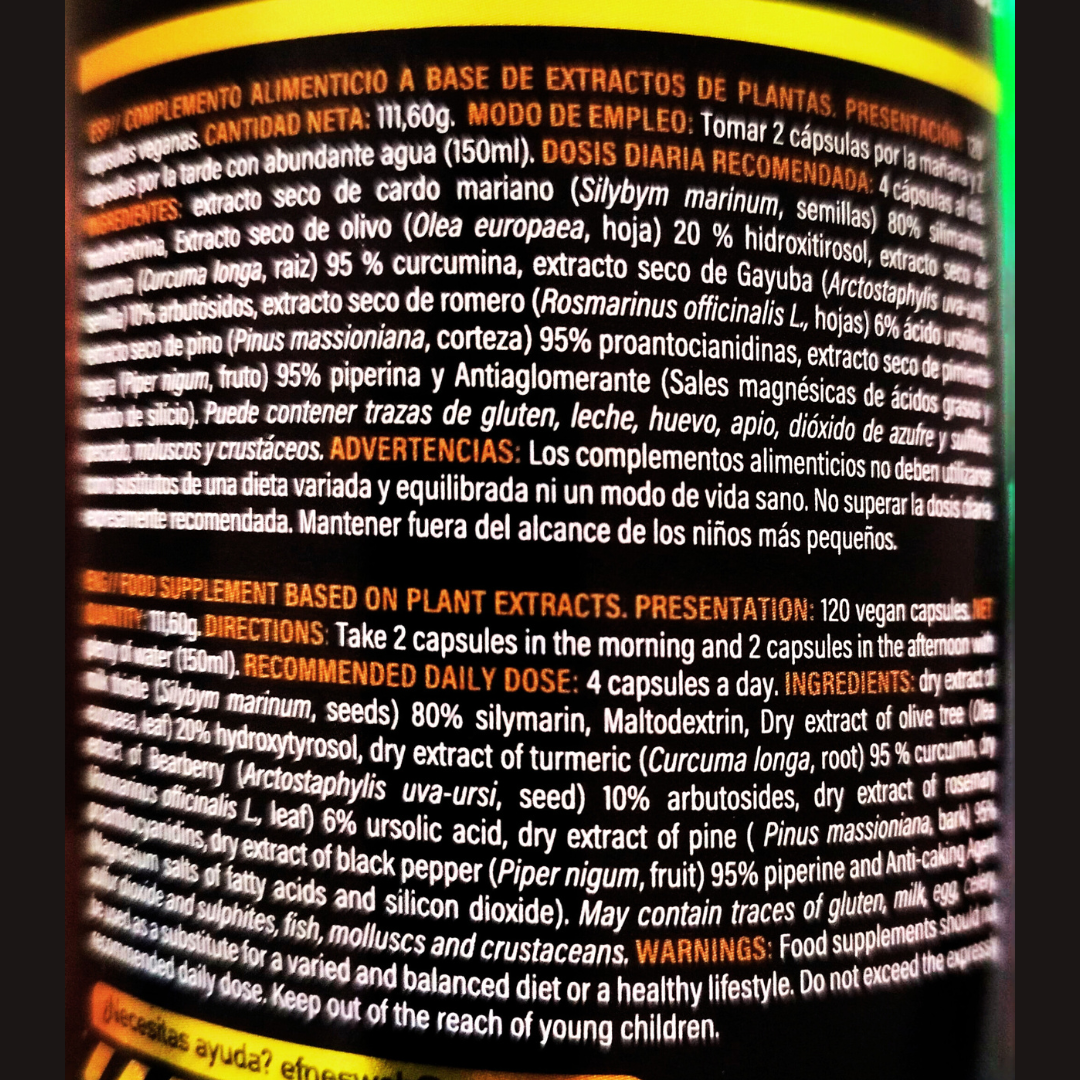 ESP// COMPLEMENTO ALIMENTICIO A BASE DE EXTRACTOS DE PLANTAS. PRESENTACIÓN: 120
cápsulas veganas. CANTIDAD NETA: 111,60g. MODO DE EMPLEO: Tomar 2 cápsulas por la mañana y 2
cápsulas por la tarde con abundante agua (150ml). DOSIS DIARIA RECOMENDADA: 4 cápsulas al día.
INGREDIENTES: extracto seco de cardo mariano (Silybym marinum, semillas) 80% silimarina,
maltodextrina, Extracto seco de olivo (Olea europaea, hoja) 20 % hidroxitirosol, extracto seco de
cúrcuma (Curcuma longa, raiz) 95 % curcumina, extracto seco de Gayuba (Arctostaphylis uva-ursi,
semilla) 10% arbutósidos, extracto seco de romero (Rosmarinus officinalis L, hojas) 6% ácido ursólico,
extracto seco de pino (Pinus massioniana, corteza) 95% proantocianidinas, extracto seco de pimienta
negra (Piper nigum, fruto) 95% piperina y Antiaglomerante (Sales magnésicas de ácidos grasos y
dióxido de silicio). Puede contener trazas de gluten, leche, huevo, apio, dióxido de azufre y sulfitos,
pescado, moluscos y crustáceos. ADVERTENCIAS: Los complementos alimenticios no deben utilizarse
como sustitutos de una dieta variada y equilibrada ni un modo de vida sano. No superar la dosis diaria
expresamente recomendada. Mantener fuera del alcance de los niños más pequeños.
ENG// FOOD SUPPLEMENT BASED ON PLANT EXTRACTS. PRESENTATION: 120 vegan capsules. NET
QUANTITY: 111,60g. DIRECTIONS: Take 2 capsules in the morning and 2 capsules in the afternoon with
plenty of water (150ml). RECOMMENDED DAILY DOSE: 4 capsules a day. INGREDIENTS: dry extract of
milk thistle (Silybym marinum, seeds) 80% silymarin, Maltodextrin, Dry extract of olive tree (Olea
europaea, leaf) 20% hydroxytyrosol, dry extract of turmeric (Curcuma longa, root) 95 % curcumin, dry
extract of Bearberry (Arctostaphylis uva-ursi, seed) 10% arbutosides, dry extract of rosemary
(Rosmarinus officinalis L, leaf) 6% ursolic acid, dry extract of pine ( Pinus massioniana, bark) 95%
proanthocyanidins, dry extract of black pepper (Piper nigum, fruit) 95% piperine and Anti-caking Agent
(Magnesium salts of fatty acids and silicon dioxide). May contain traces of gluten, milk, egg, celery,
sulfur dioxide and sulphites, fish, molluscs and crustaceans. WARNINGS: Food supplements should not
be used as a substitute for a varied and balanced diet or a healthy lifestyle. Do not exceed the expressly
recommended daily dose. Keep out of the reach of young children.
¿Necesitas ayuda?